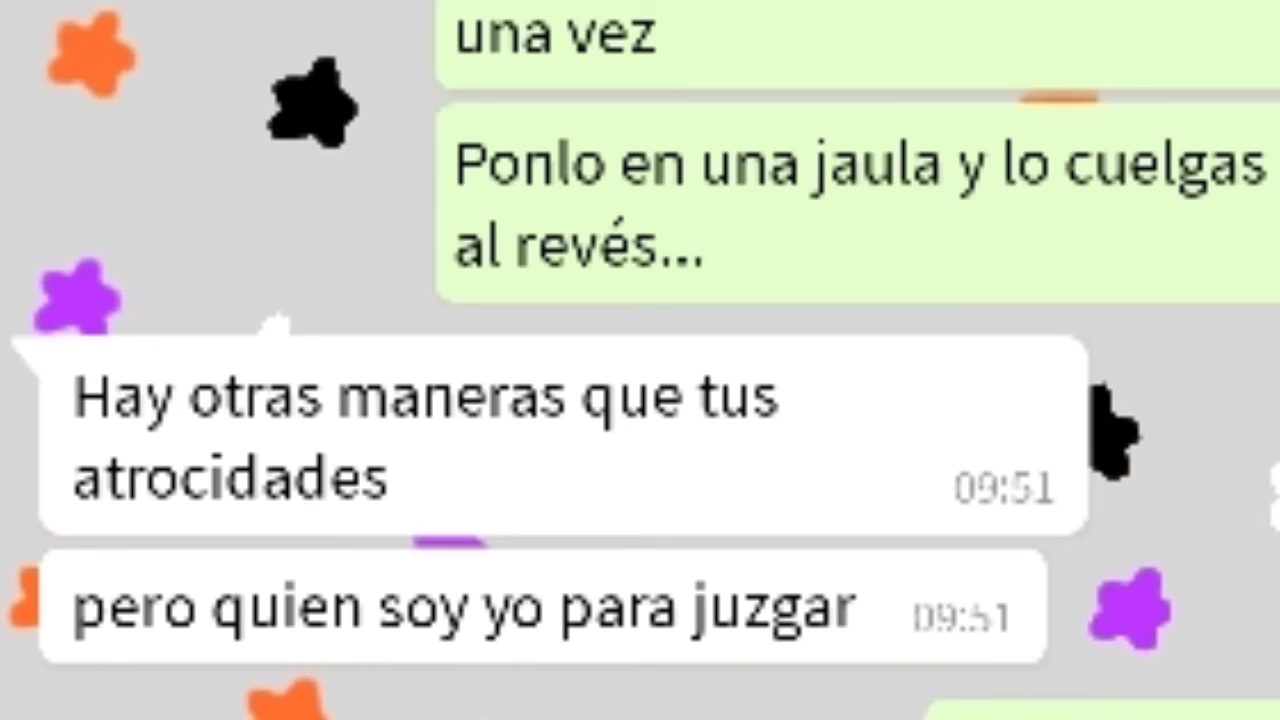 una vez
Ponlo en una jaula y lo cuelgas
al revés...
Hay otras maneras que tus
atrocidades
09:51
pero quien soy yo para juzgar 09:51